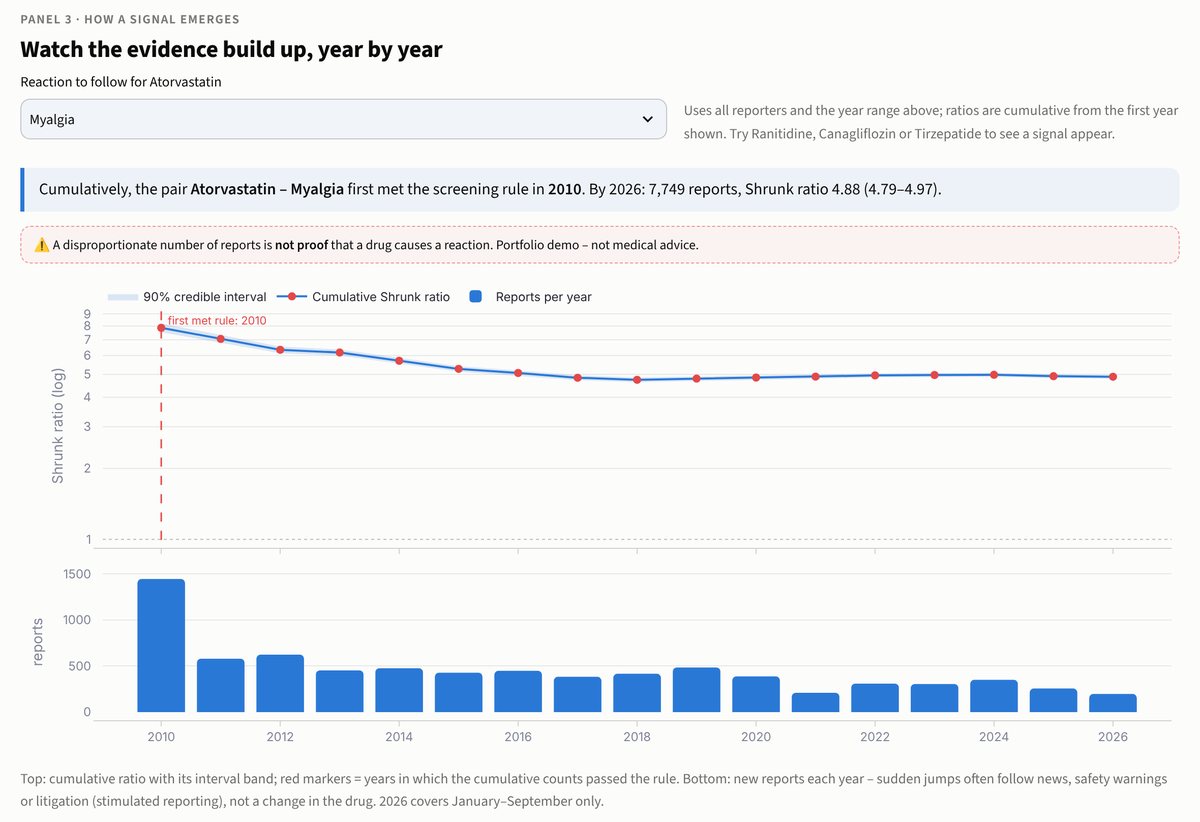 PANEL 3 · HOW A SIGNAL EMERGES
Watch the evidence build up, year by year
Reaction to follow for Atorvastatin
Myalgia
Uses all reporters and the year range above; ratios are cumulative from the first year
shown. Try Ranitidine, Canagliflozin or Tirzepatide to see a signal appear.
Cumulatively, the pair Atorvastatin – Myalgia first met the screening rule in 2010. By 2026: 7,749 reports, Shrunk ratio 4.88 (4.79–4.97).
⚠️ A disproportionate number of reports is not proof that a drug causes a reaction. Portfolio demo – not medical advice.
90% credible interval
Cumulative Shrunk ratio
Reports per year
first met rule: 2010
Shrunk ratio (log)
9
8
7
6
5
4
3
2
1
reports
1500
1000
500
0
2010
2012
2014
2016
2018
2020
2022
2024
2026
Top: cumulative ratio with its interval band; red markers = years in which the cumulative counts passed the rule. Bottom: new reports each year – sudden jumps often follow news, safety warnings
or litigation (stimulated reporting), not a change in the drug. 2026 covers January–September only.